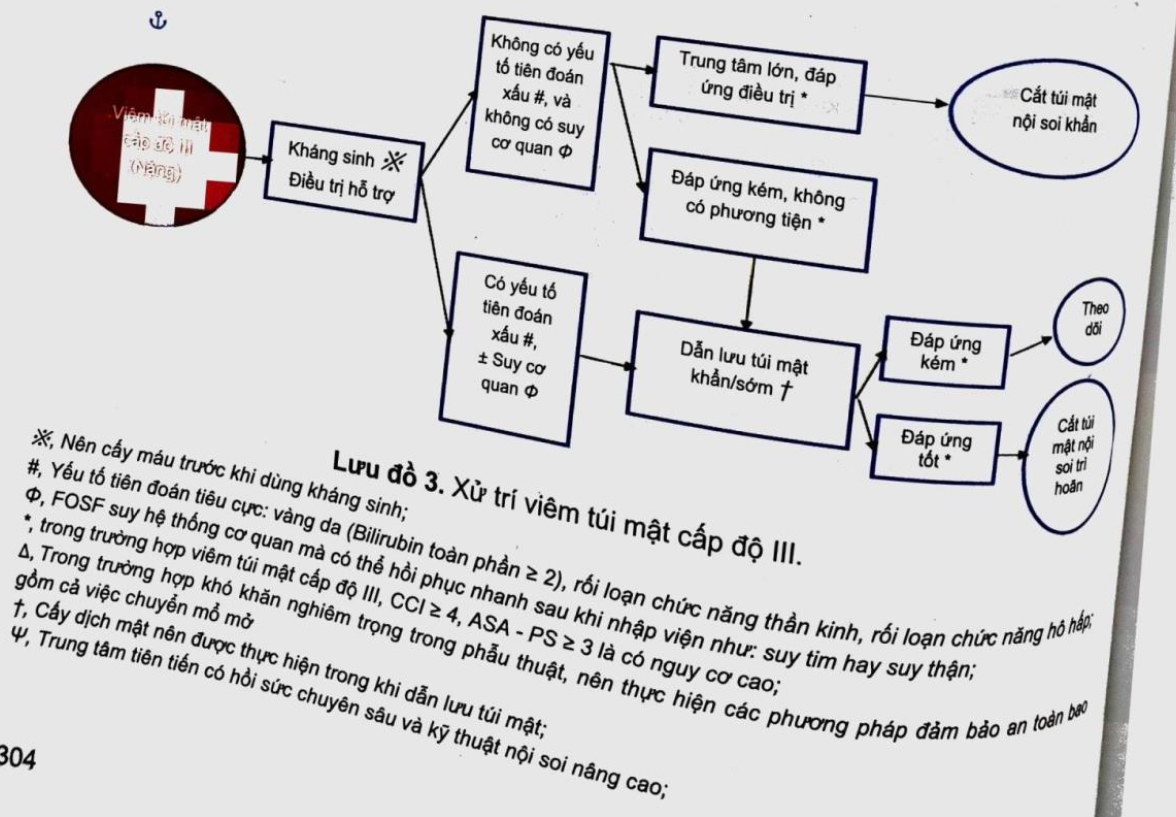 Viêm túi mật
cấp độ III
(Nặng)
Kháng sinh ※
Điều trị hỗ trợ
Không có yếu
tố tiên đoán
xấu #, và
không có suy
cơ quan Φ
Trung tâm lớn, đáp
ứng điều trị *
Cắt túi mật
nội soi khẩn
Đáp ứng kém, không
có phương tiện *
Có yếu tố
tiên đoán
xấu #,
± Suy cơ
quan Φ
Dẫn lưu túi mật
khẩn/sớm †
Đáp ứng
kém *
Theo
dõi
Đáp ứng
tốt *
Cắt túi
mật nội
soi trì
hoãn
Lưu đồ 3. Xử trí viêm túi mật cấp độ III.
※, Nên cấy máu trước khi dùng kháng sinh;
#, Yếu tố tiên đoán tiêu cực: vàng da (Bilirubin toàn phần ≥ 2), rối loạn chức năng thần kinh, rối loạn chức năng hô hấp;
Φ, FOSF suy hệ thống cơ quan mà có thể hồi phục nhanh sau khi nhập viện như: suy tim hay suy thận;
*, trong trường hợp viêm túi mật cấp độ III, CCI ≥ 4, ASA - PS ≥ 3 là có nguy cơ cao;
Δ, Trong trường hợp khó khăn nghiêm trọng trong phẫu thuật, nên thực hiện các phương pháp đảm bảo an toàn bao
gồm cả việc chuyển mổ mở
†, Cấy dịch mật nên được thực hiện trong khi dẫn lưu túi mật;
Ψ, Trung tâm tiên tiến có hồi sức chuyên sâu và kỹ thuật nội soi nâng cao;
304